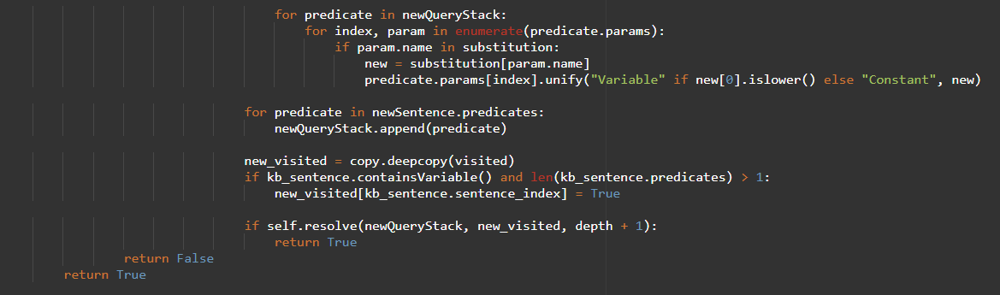 for predicate in newQueryStack:
for index, param in enumerate(predicate.params):
if param.name in substitution:
new = substitution[param.name]
predicate.params[index].unify("Variable" if new[0].islower() else "Constant", new)
for predicate in newSentence.predicates:
newQueryStack.append(predicate)
new_visited = copy.deepcopy(visited)
if kb_sentence.containsVariable() and len(kb_sentence.predicates) > 1:
new_visited[kb_sentence.sentence_index] = True
if self.resolve(newQueryStack, new_visited, depth + 1):
return True
return False
return True